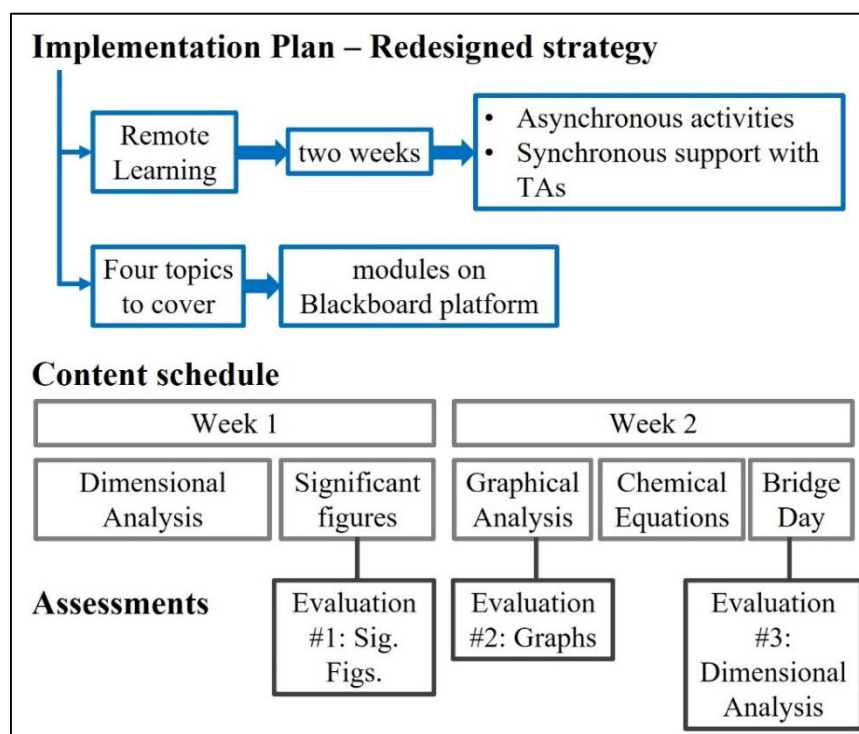 Implementation Plan – Redesigned strategy
Remote
Learning
two weeks
• Asynchronous activities
• Synchronous support with
TAs
Four topics
to cover
modules on
Blackboard platform
Content schedule
Week 1
Week 2
Dimensional
Analysis
Significant
figures
Graphical
Analysis
Chemical
Equations
Bridge
Day
Assessments
Evaluation
#1: Sig.
Figs.
Evaluation
#2: Graphs
Evaluation
#3:
Dimensional
Analysis